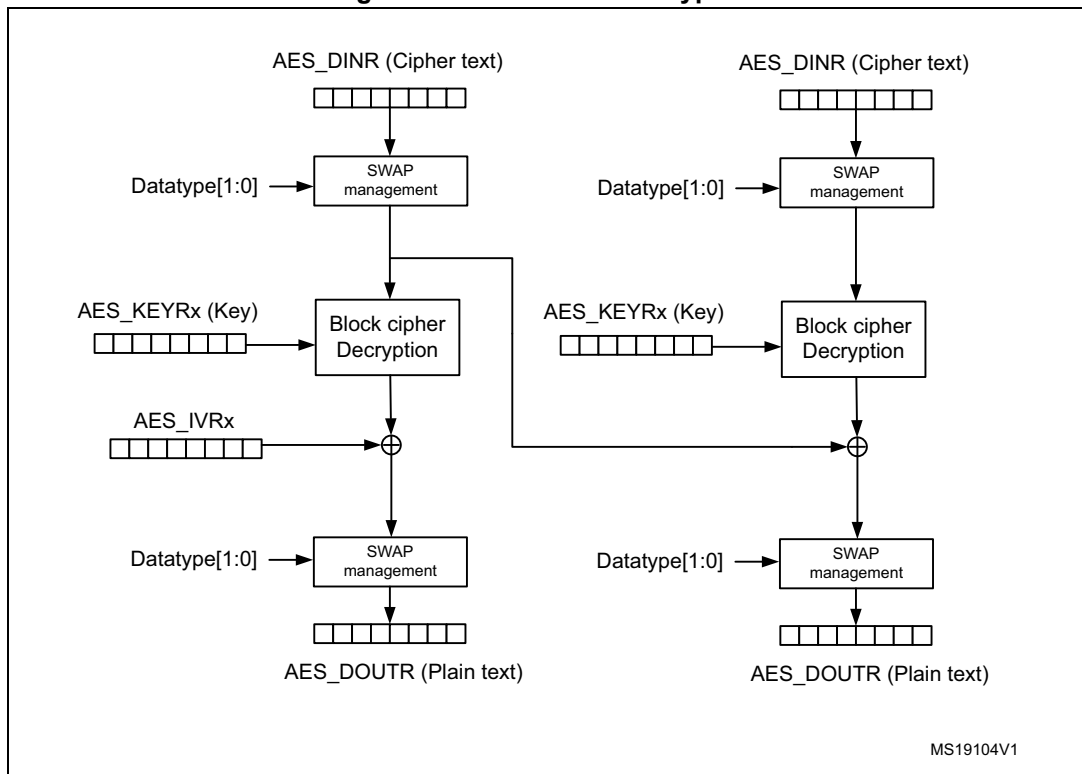 AES_DINR (Cipher text)
SWAP
management
Datatype[1:0]
AES_KEYRx (Key)
Block cipher
Decryption
AES_IVRx
Datatype[1:0]
SWAP
management
AES_DOUTR (Plain text)
AES_DINR (Cipher text)
SWAP
management
Datatype[1:0]
AES_KEYRx (Key)
Block cipher
Decryption
Datatype[1:0]
SWAP
management
AES_DOUTR (Plain text)
MS19104V1